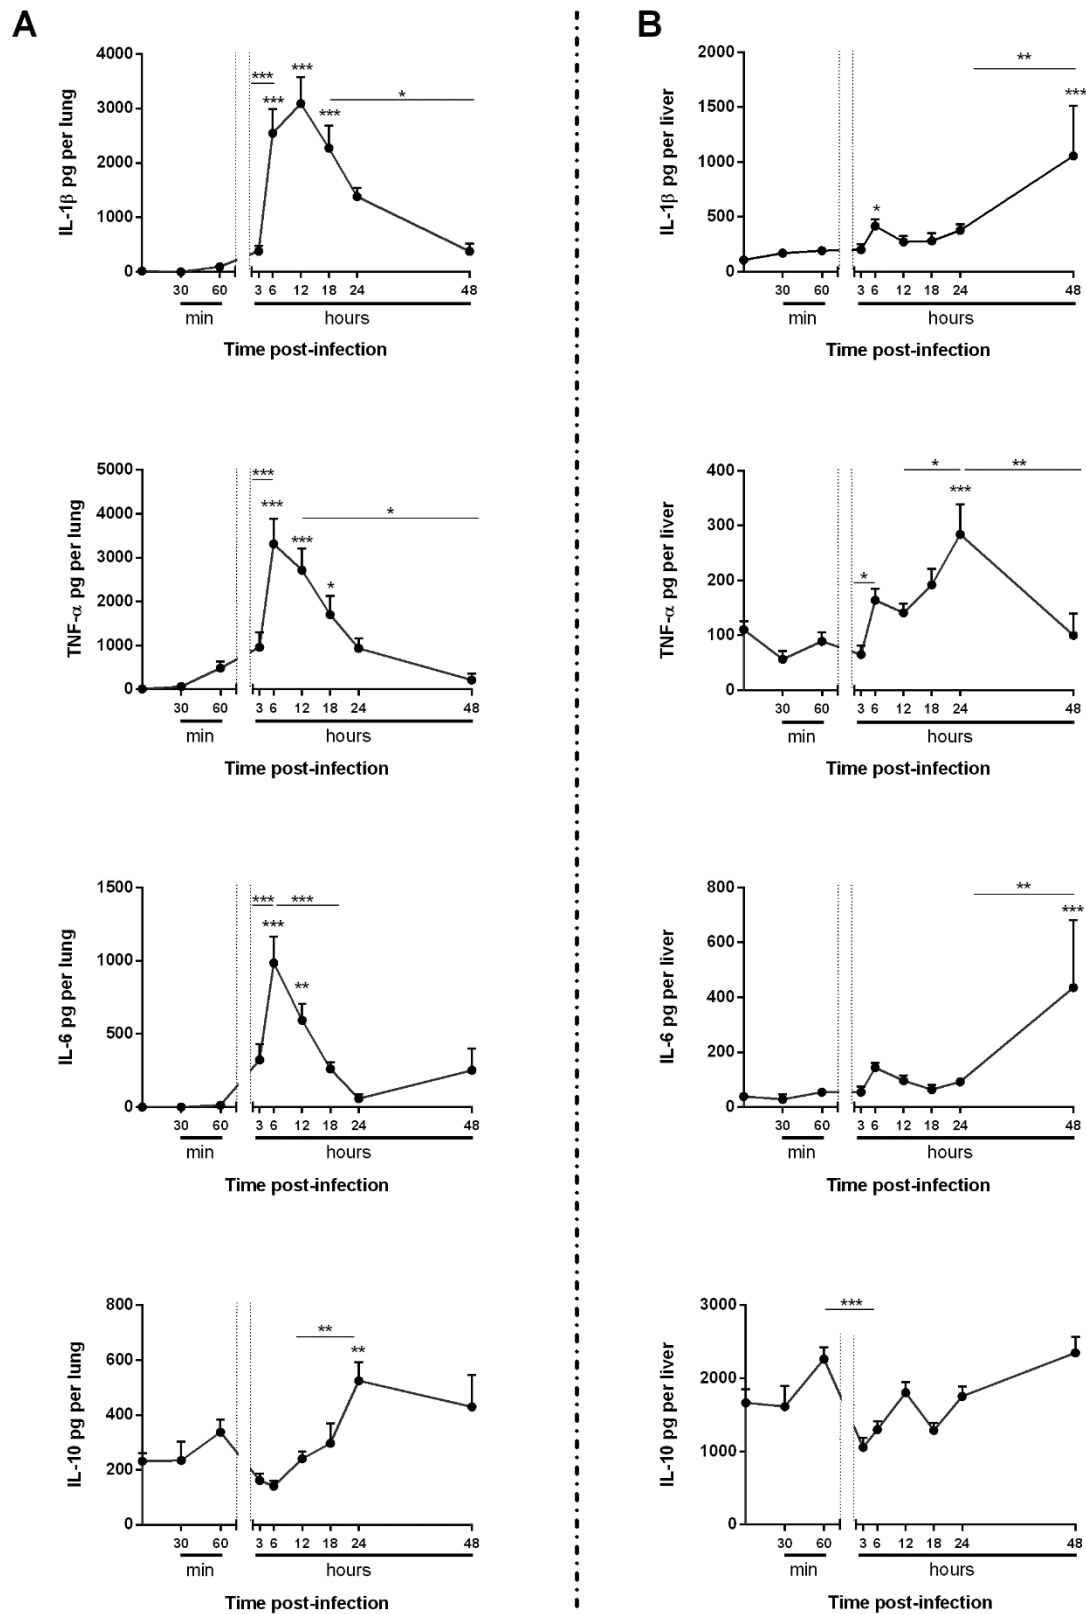 A
IL-1β pg per lung
4000
3000
2000
1000
0
***
***
***
***
*
30 60 3 6 12 18 24 48
min hours
Time post-infection
TNF-α pg per lung
5000
4000
3000
2000
1000
0
***
***
***
*
*
30 60 3 6 12 18 24 48
min hours
Time post-infection
IL-6 pg per lung
1500
1000
500
0
*** ***
***
**
30 60 3 6 12 18 24 48
min hours
Time post-infection
IL-10 pg per lung
800
600
400
200
0
**
**
30 60 3 6 12 18 24 48
min hours
Time post-infection
B
IL-1β pg per liver
2000
1500
1000
500
0
**
***
*
30 60 3 6 12 18 24 48
min hours
Time post-infection
TNF-α pg per liver
400
300
200
100
0
* **
***
*
30 60 3 6 12 18 24 48
min hours
Time post-infection
IL-6 pg per liver
800
600
400
200
0
**
***
30 60 3 6 12 18 24 48
min hours
Time post-infection
IL-10 pg per liver
3000
2000
1000
0
***
30 60 3 6 12 18 24 48
min hours
Time post-infection